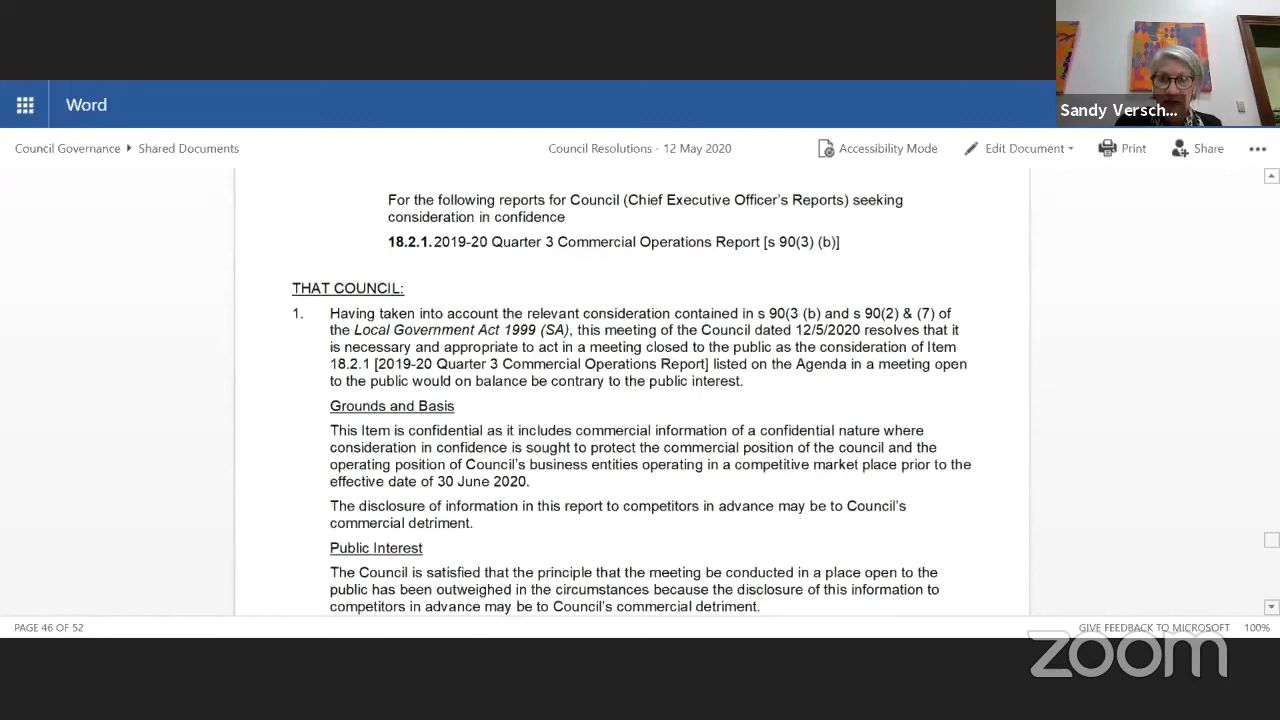 Sandy Versch...
Word
Council Governance Shared Documents
Council Resolutions - 12 May 2020
Accessibility Mode
Edit Document
Print
Share
For the following reports for Council (Chief Executive Officer's Reports) seeking
consideration in confidence
18.2.1. 2019-20 Quarter 3 Commercial Operations Report [s 90(3) (b)]
THAT COUNCIL:
1. Having taken into account the relevant consideration contained in s 90(3 (b) and s 90(2) & (7) of
the Local Government Act 1999 (SA), this meeting of the Council dated 12/5/2020 resolves that it
is necessary and appropriate to act in a meeting closed to the public as the consideration of Item
18.2.1 [2019-20 Quarter 3 Commercial Operations Report] listed on the Agenda in a meeting open
to the public would on balance be contrary to the public interest.
Grounds and Basis
This Item is confidential as it includes commercial information of a confidential nature where
consideration in confidence is sought to protect the commercial position of the council and the
operating position of Council's business entities operating in a competitive market place prior to the
effective date of 30 June 2020.
The disclosure of information in this report to competitors in advance may be to Council's
commercial detriment.
Public Interest
The Council is satisfied that the principle that the meeting be conducted in a place open to the
public has been outweighed in the circumstances because the disclosure of this information to
competitors in advance may be to Council's commercial detriment.
PAGE 46 OF 52
GIVE FEEDBACK TO MICROSOFT 100%
zoom